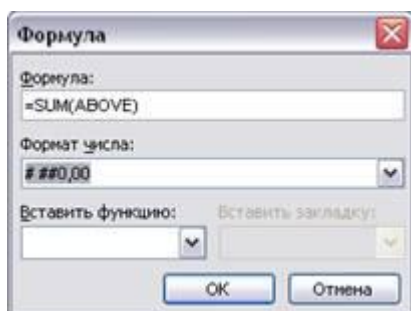 Формула
Формула:
=SUM(ABOVE)
Формат числа:
# ##0,00
Вставить функцию: Вставить закладку:
ОК Отмена